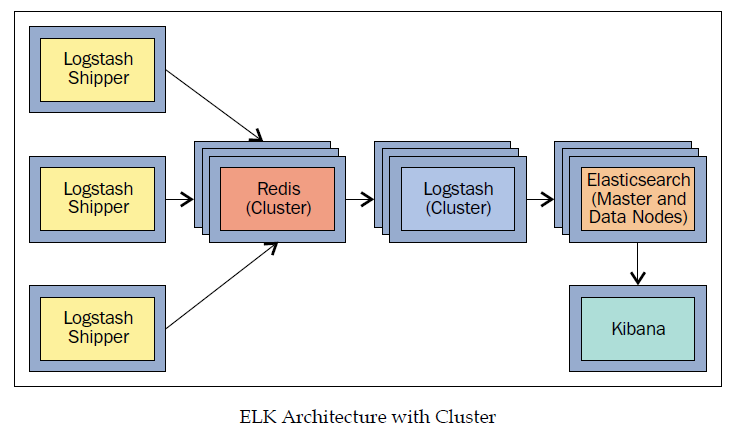 Logstash
Shipper
Logstash
Shipper
Redis
(Cluster)
Logstash
(Cluster)
Elasticsearch
(Master and
Data Nodes)
Logstash
Shipper
Kibana
ELK Architecture with Cluster